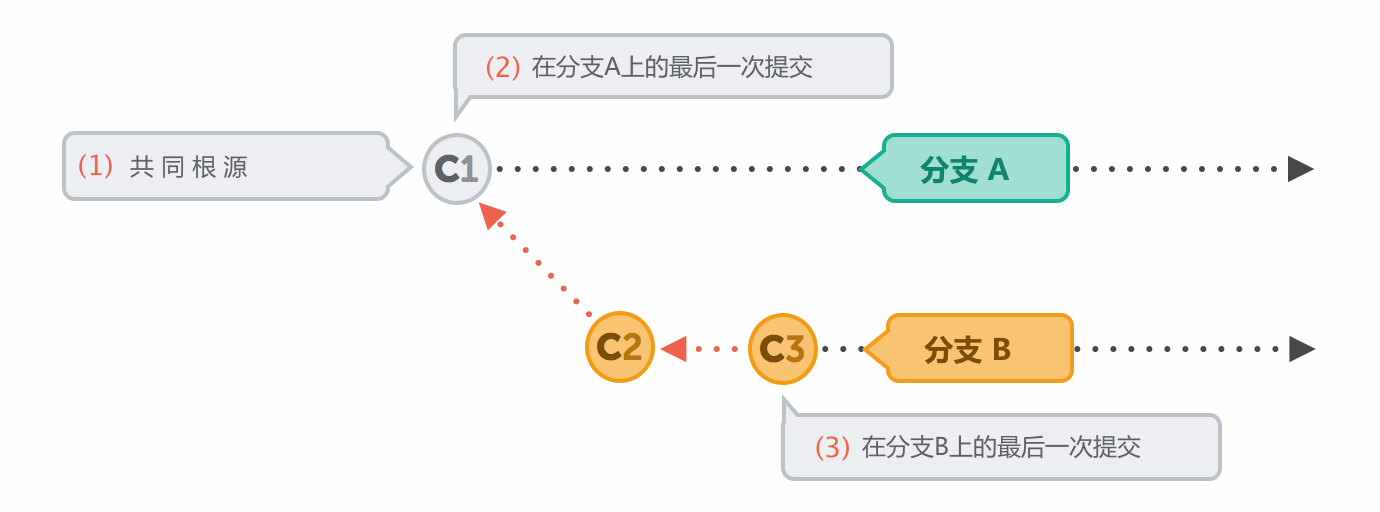 (2) 在分支A上的最后一次提交
(1) 共同根源
C1
分支 A
C2
C3
分支 B
(3) 在分支B上的最后一次提交